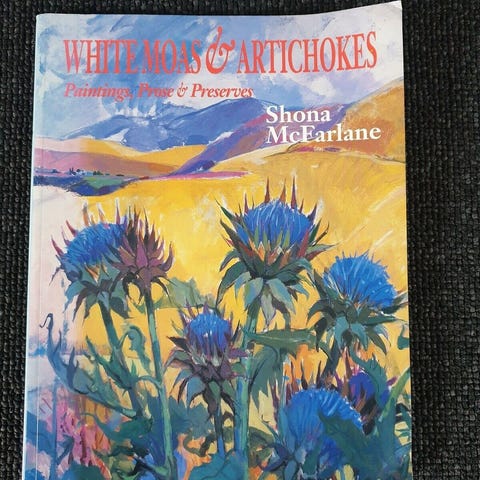 WHITE MOAS & ARTICHOKES
Paintings, Prose & Preserves
Shona
McFarlane